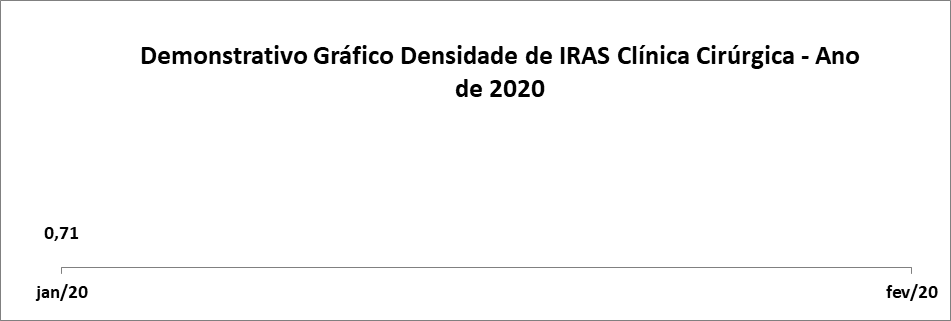 Demonstrativo Gráfico Densidade de IRAS Clínica Cirúrgica - Ano
de 2020
0,71
jan/20
fev/20